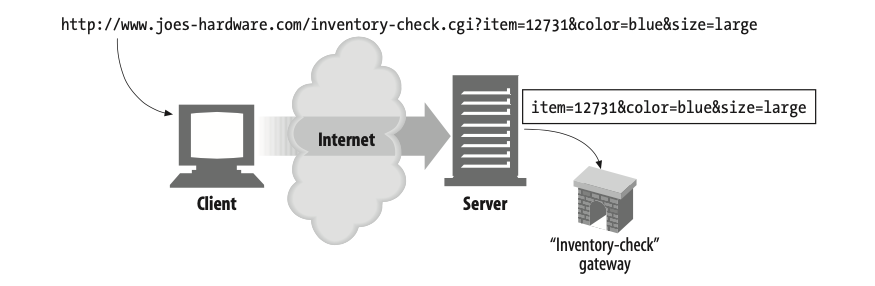 http://www.joes-hardware.com/inventory-check.cgi?item=12731&color=blue&size=large
item=12731&color=blue&size=large
Internet
Client
Server
“Inventory-check”
gateway